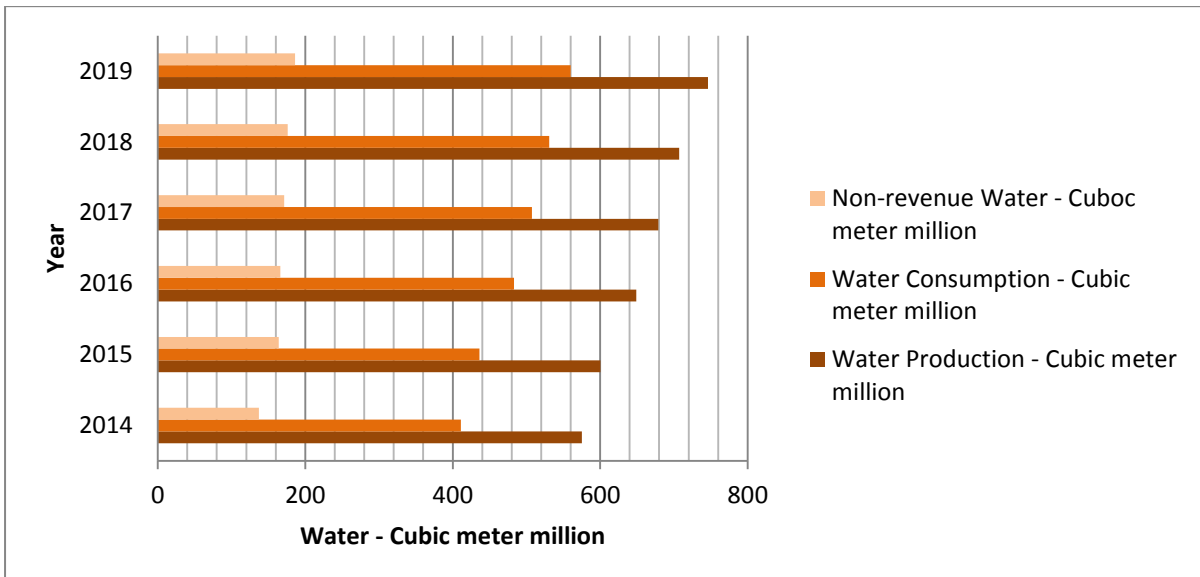 2019
2018
2017
2016
2015
2014
Year
0 200 400 600 800
Water - Cubic meter million
Non-revenue Water - Cuboc
meter million
Water Consumption - Cubic
meter million
Water Production - Cubic meter
million